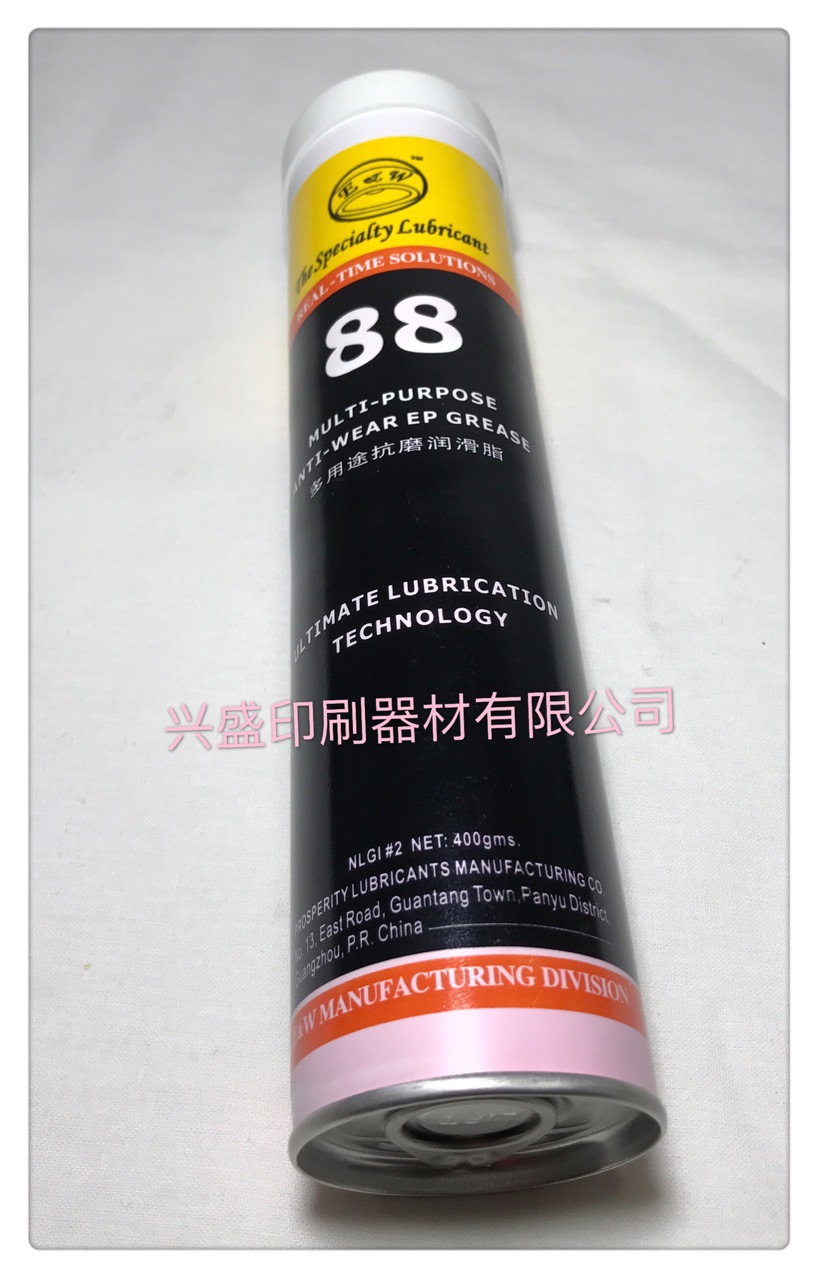 E & W
TM
The Specialty Lubricant
REAL-TIME SOLUTIONS
88
MULTI-PURPOSE
ANTI-WEAR EP GREASE
多用途抗磨润滑脂
ULTIMATE LUBRICATION
TECHNOLOGY
兴盛印刷器材有限公司
NLGI #2 NET: 400gms.
PROSPERITY LUBRICANTS MANUFACTURING CO.
No. 13, East Road, Guantang Town,Panyu District.
Guangzhou, P.R. China
E&W MANUFACTURING DIVISION